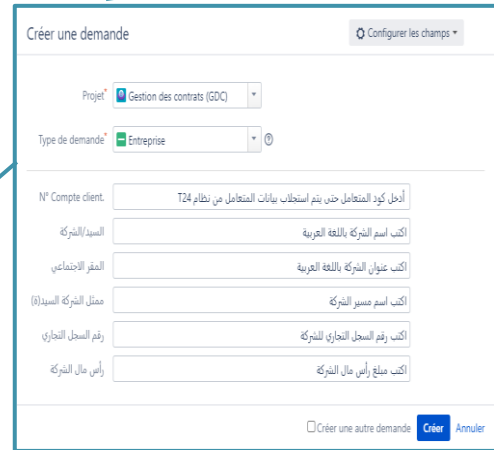 Créer une demande
Configurer les champs
Projet* Gestion des contrats (GDC)
Type de demande* Entreprise
N° Compte client. أدخل كود المتعامل حتى يتم استجلاب بيانات المتعامل من نظام T24
السيد/الشركة اكتب اسم الشركة باللغة العربية
المقر الاجتماعي اكتب عنوان الشركة باللغة العربية
ممثل الشركة السيد(ة) اكتب اسم مسير الشركة
رقم السجل التجاري اكتب رقم السجل التجاري للشركة
رأس مال الشركة اكتب مبلغ رأس مال الشركة
Créer une autre demande Créer Annuler